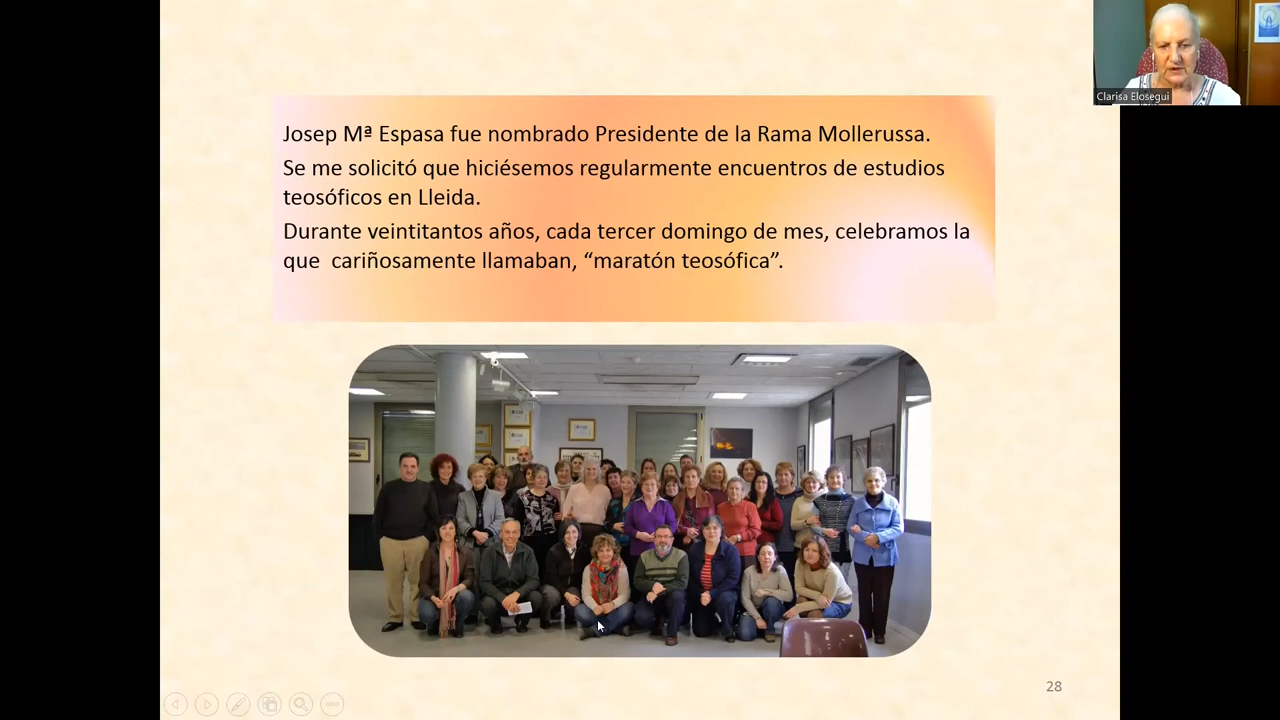 Josep Mª Espasa fue nombrado Presidente de la Rama Mollerussa.
Se me solicitó que hiciésemos regularmente encuentros de estudios
teosóficos en Lleida.
Durante veintitantos años, cada tercer domingo de mes, celebramos la
que cariñosamente llamaban, “maratón teosófica”.
Clarisa Elosegui
28